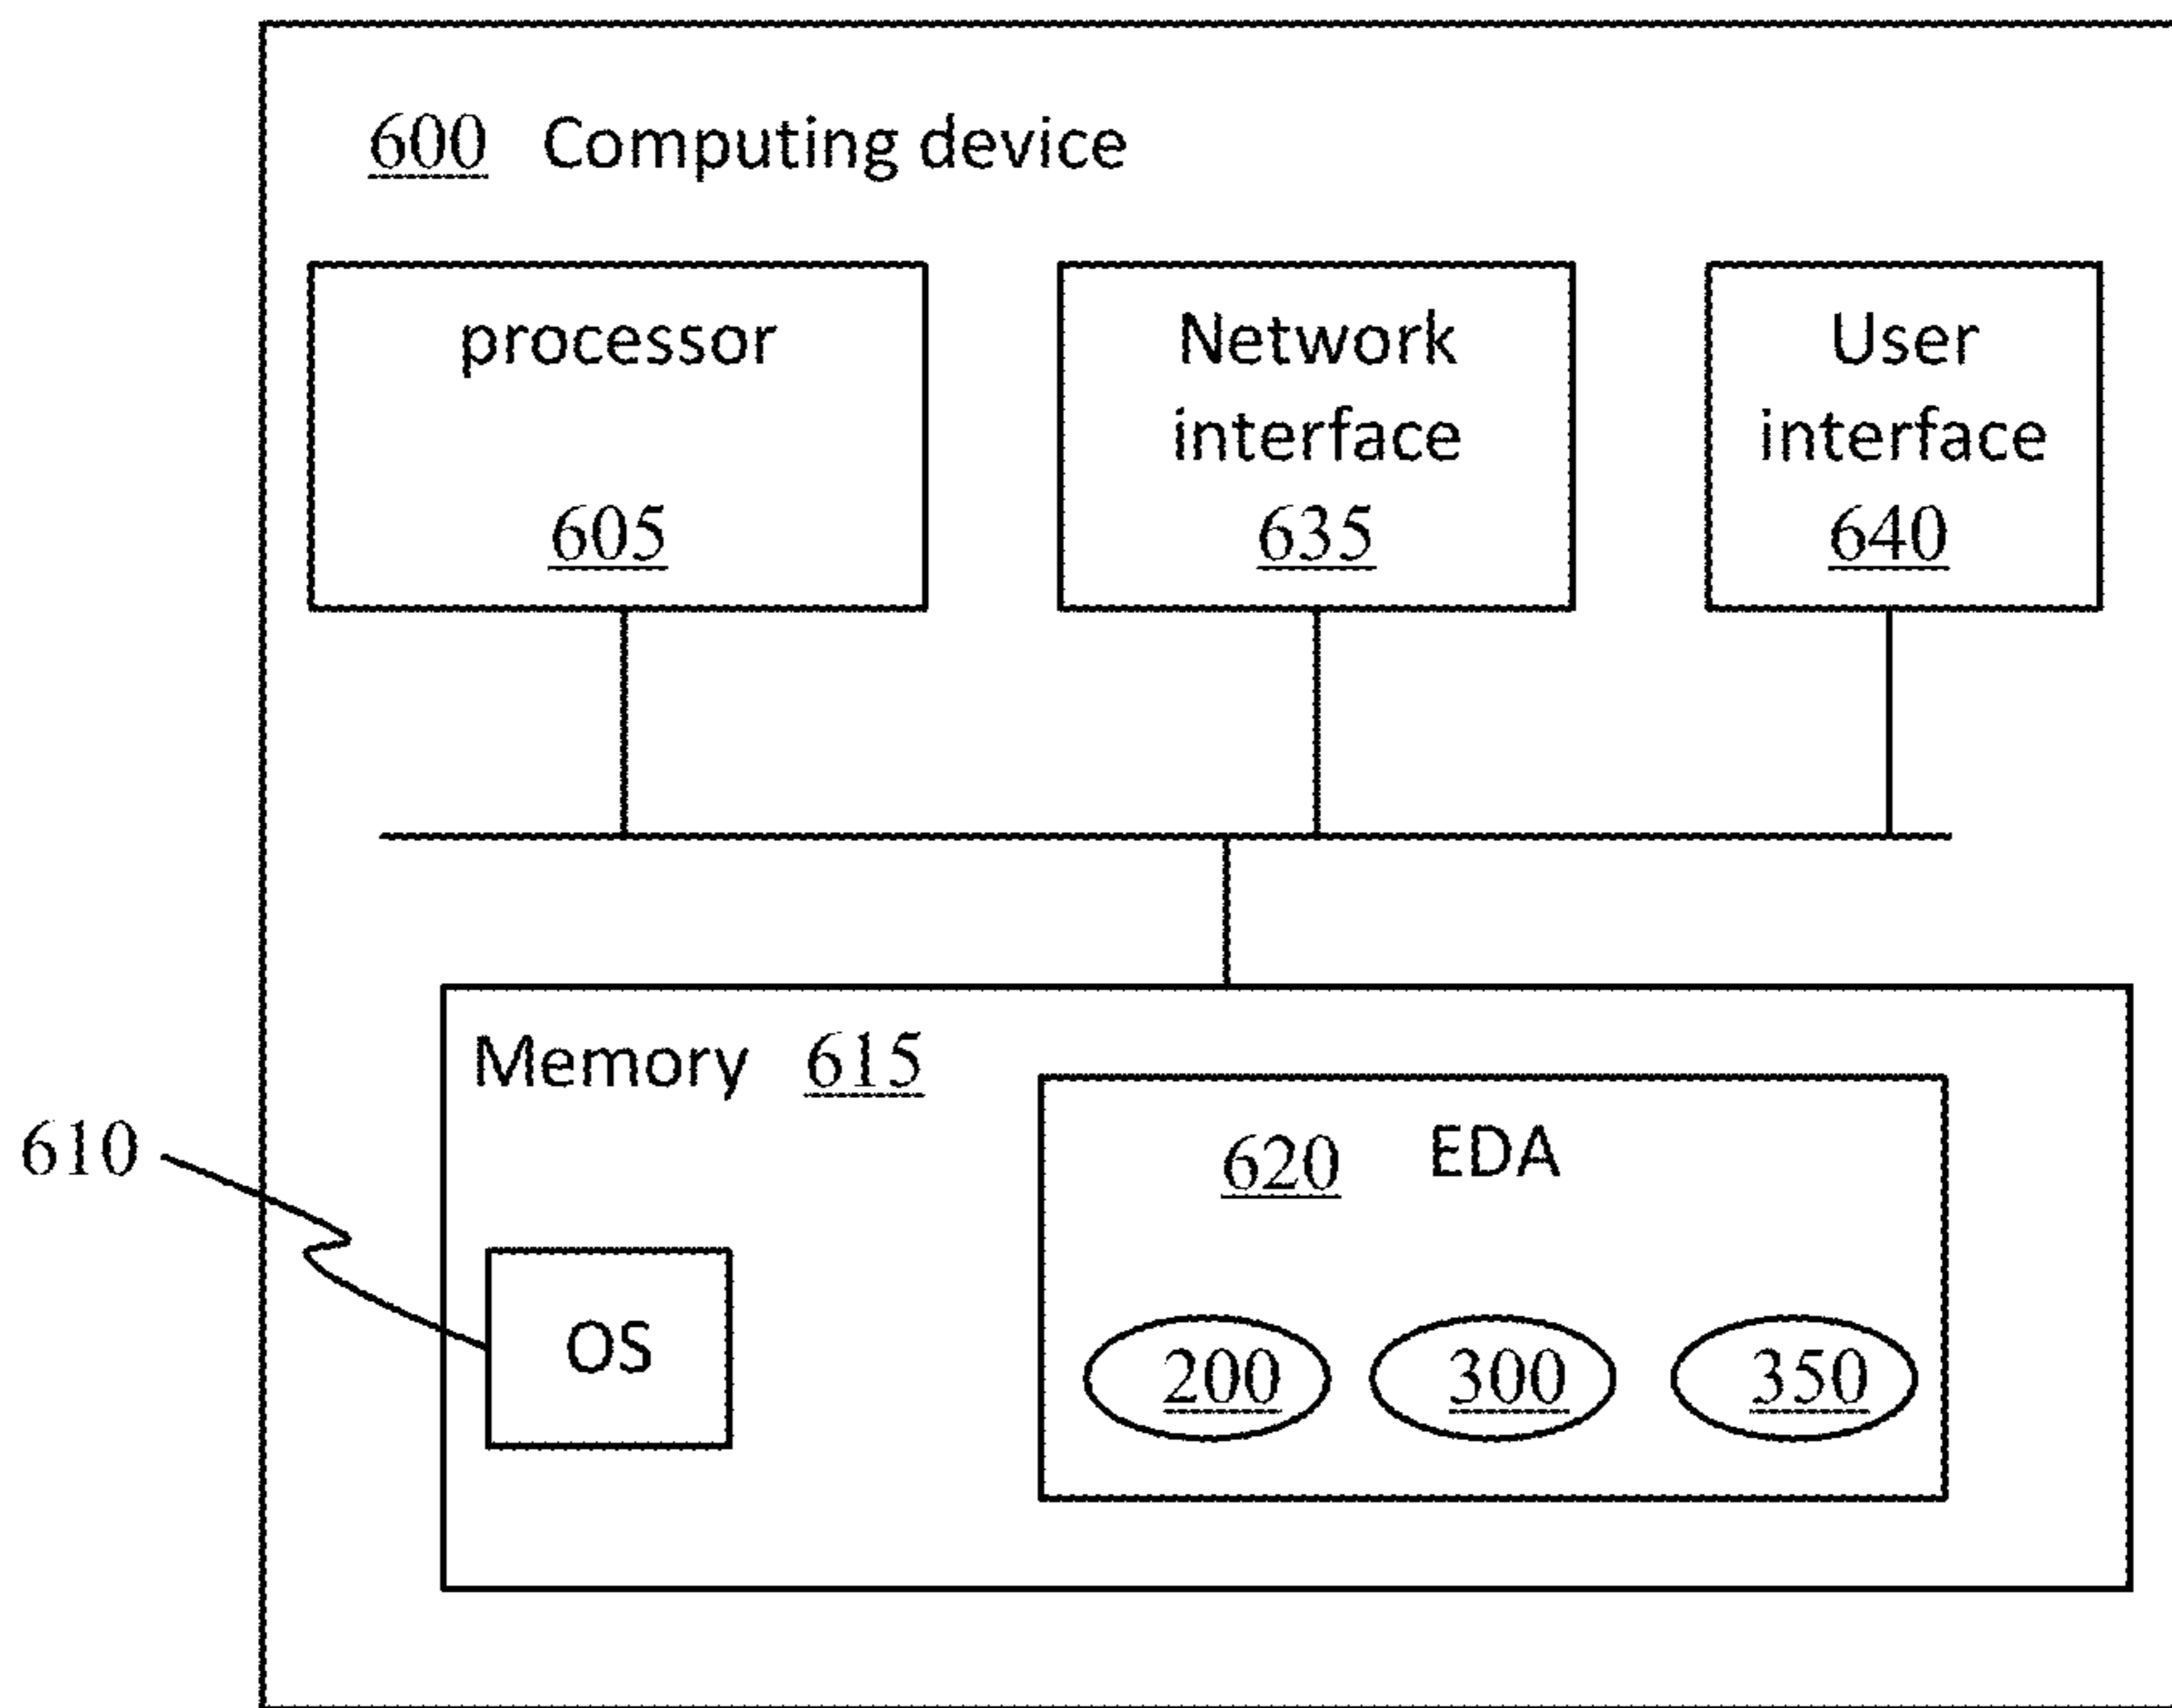 600 Computing device
processor
605
Network
interface
635
User
interface
640
Memory 615
610
620 EDA
OS
200 300 350